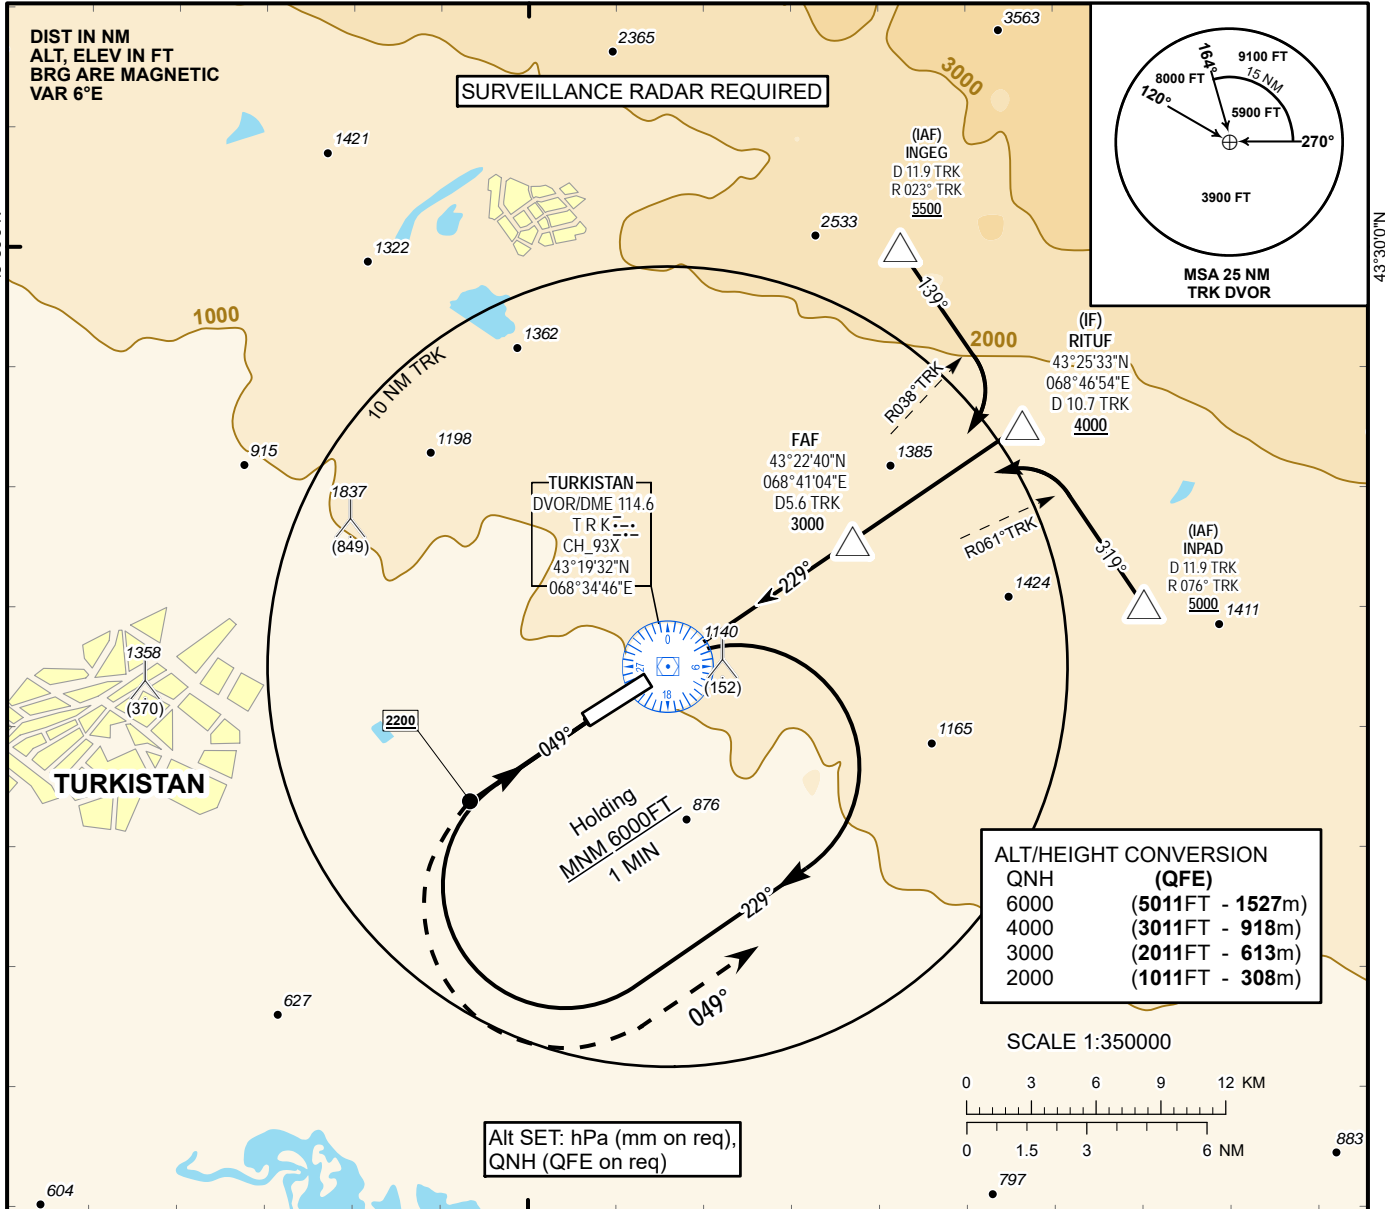 DIST IN NM
ALT, ELEV IN FT
BRG ARE MAGNETIC
VAR 6°E
2365
3563
SURVEILLANCE RADAR REQUIRED
3000
164°
9100 FT
8000 FT
15 NM
120°
5900 FT
270°
3900 FT
MSA 25 NM
TRK DVOR
43°30'0"N
1421
(IAF)
INGEG
D 11.9 TRK
R 023° TRK
5500
2533
1322
139°
1000
1362
2000
10 NM TRK
(IF)
RITUF
43°25'33"N
068°46'54"E
D 10.7 TRK
4000
R038°TRK
915
1198
FAF
43°22'40"N
068°41'04"E
D5.6 TRK
3000
1385
1837
(849)
TURKISTAN
DVOR/DME 114.6
T R K
CH_93X
43°19'32"N
068°34'46"E
R061°TRK
319°
(IAF)
INPAD
D 11.9 TRK
R 076° TRK
5000
1411
229°
1424
1140
(152)
0
9
18
27
1358
(370)
2200
049°
1165
TURKISTAN
Holding
MNM 6000FT
1 MIN
876
229°
ALT/HEIGHT CONVERSION
QNH (QFE)
6000 (5011FT - 1527m)
4000 (3011FT - 918m)
3000 (2011FT - 613m)
2000 (1011FT - 308m)
627
049°
SCALE 1:350000
0 3 6 9 12 KM
0 1.5 3 6 NM
Alt SET: hPa (mm on req),
QNH (QFE on req)
883
797
604